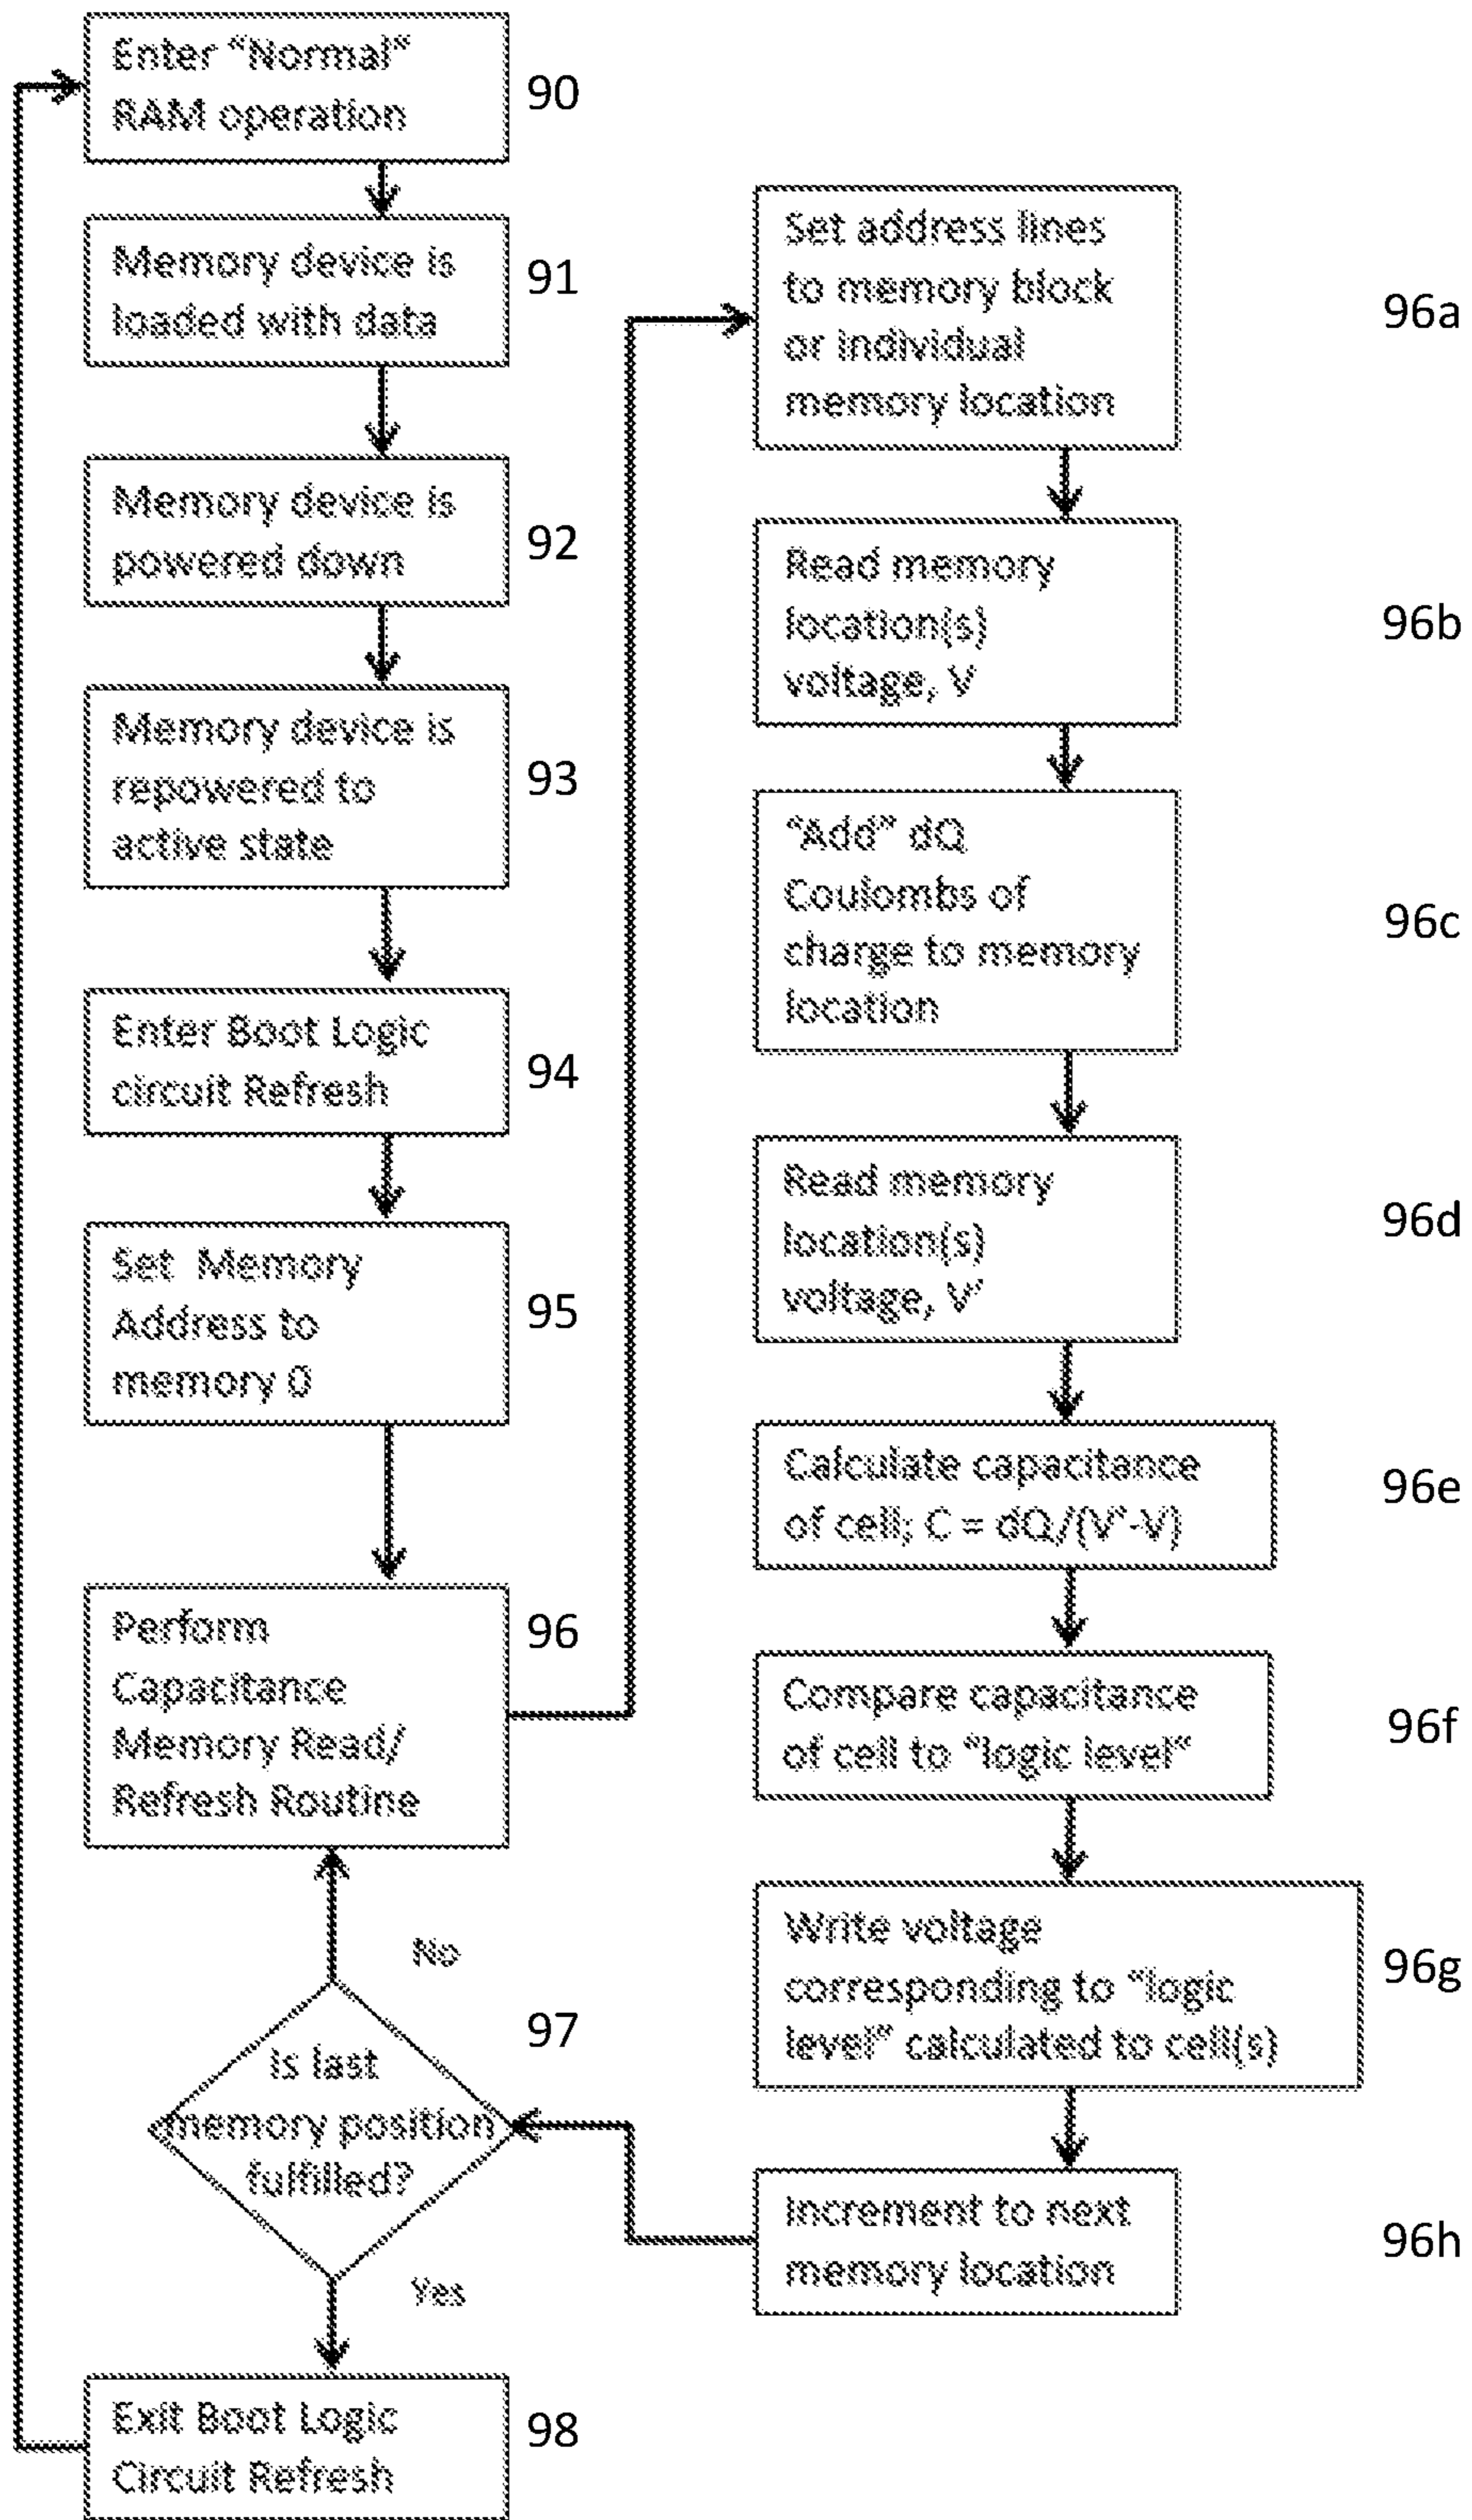 Enter “Normal“
RAM operation
90
Memory device is
loaded with data
91
Memory device is
powered down
92
Memory device is
repowered to
active state
93
Enter Boot Logic
circuit Refresh
94
Set Memory
Address to
memory 0
95
Perform
Capacitance
Memory Read/
Refresh Routine
96
Set address lines
to memory block
or individual
memory location
96a
Read memory
location(s)
voltage, V
96b
“Add” dQ
Coulombs of
charge to memory
location
96c
Read memory
location(s)
voltage, V’
96d
Calculate capacitance
of cell; C = dQ/(V’-V)
96e
Compare capacitance
of cell to “logic level“
96f
Write voltage
corresponding to “logic
level” calculated to cell(s)
96g
Increment to next
memory location
96h
No
97
Is last
memory position
fulfilled?
Yes
Exit Boot Logic
Circuit Refresh
98